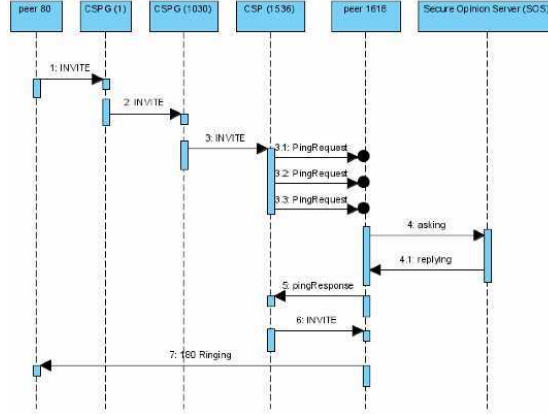 peer 80
CSPG (1)
CSPG (1030)
CSP (1536)
peer 1618
Secure Opinion Server (SOS)
1: INVITE
2: INVITE
3: INVITE
3.1: PingRequest
3.2: PingRequest
3.3: PingRequest
4: asking
4.1: replying
5: pingResponse
6: INVITE
7: 180 Ringing